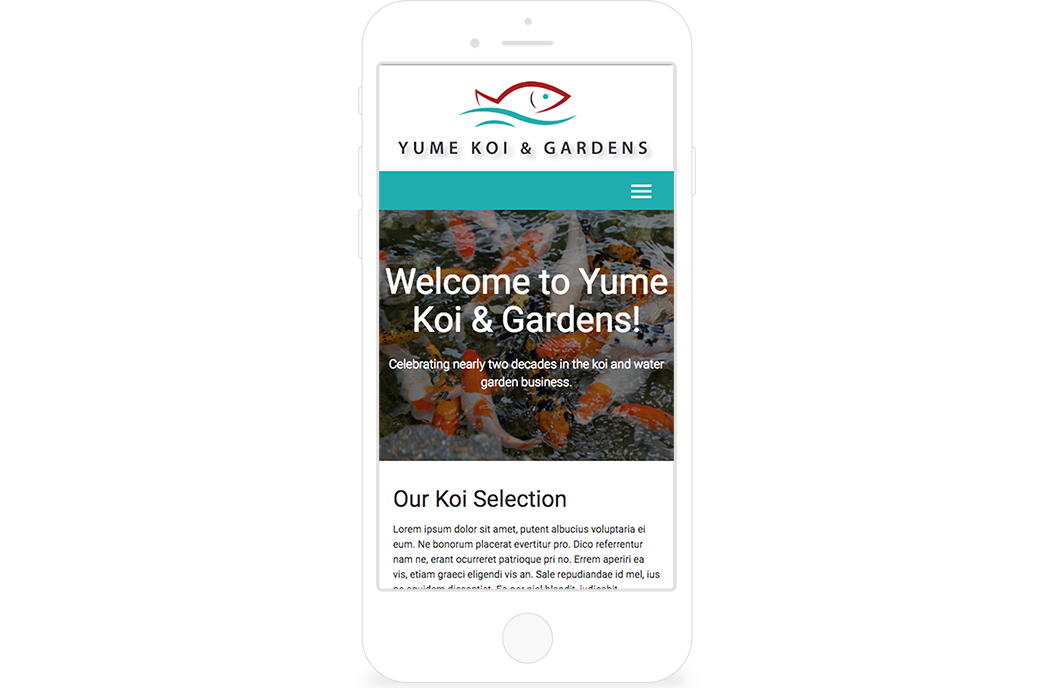 YUME KOI & GARDENS
Welcome to Yume
Koi & Gardens!
Celebrating nearly two decades in the koi and water
garden business.
Our Koi Selection
Lorem ipsum dolor sit amet, putent albucius voluptaria ei
eum. Ne bonorum placerat evertitur pro. Dico referrentur
nam ne, erant ocurreret patrioque pri no. Errem aperiri ea
vis, etiam graeci eligendi vis an. Sale repudiandae id mel, ius